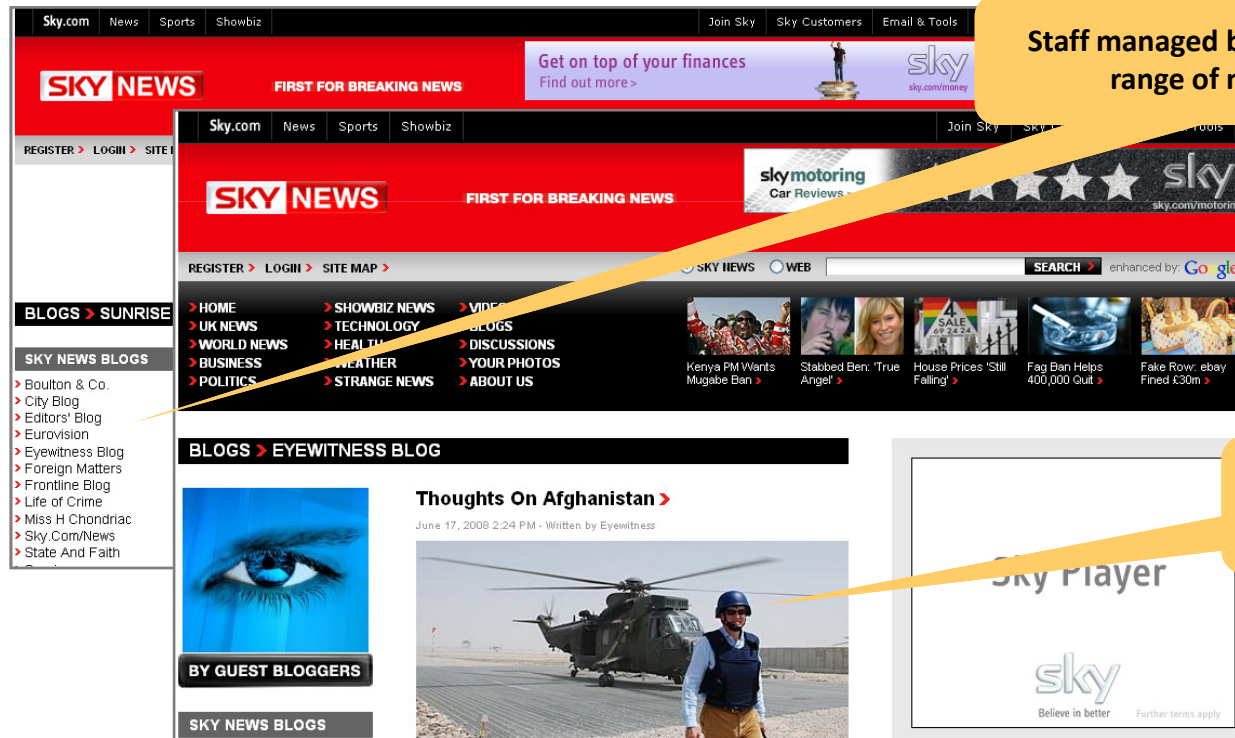 Sky.com News Sports Showbiz
Join Sky Sky Customers Email & Tools
Staff managed
range of
SKY NEWS
FIRST FOR BREAKING NEWS
Get on top of your finances
Find out more >
sky
sky.com/money
REGISTER > LOGIN > SITE
BLOGS > SUNRISE
SKY NEWS BLOGS
> Boulton & Co.
> City Blog
> Editors' Blog
> Eurovision
> Eyewitness Blog
> Foreign Matters
> Frontline Blog
> Life of Crime
> Miss H Chondriac
> Sky.Com/News
> State And Faith
Sky.com News Sports Showbiz
Join Sky
SKY NEWS
FIRST FOR BREAKING NEWS
skymotoring
Car Reviews
sky
REGISTER > LOGIN > SITE MAP >
SKY NEWS WEB SEARCH > enhanced by: Google
> HOME
> UK NEWS
> WORLD NEWS
> BUSINESS
> POLITICS
> SHOWBIZ NEWS
> TECHNOLOGY
> HEALTH
> WEATHER
> STRANGE NEWS
> VIDEO
> BLOGS
> DISCUSSIONS
> YOUR PHOTOS
> ABOUT US
4
SALE
69 24 24
Kenya PM Wants
Mugabe Ban >
Stabbed Ben: 'True
Angel' >
House Prices 'Still
Falling' >
Fag Ban Helps
400,000 Quit >
Fake Row: ebay
Fined £30m >
BLOGS > EYEWITNESS BLOG
BY GUEST BLOGGERS
SKY NEWS BLOGS
Thoughts On Afghanistan >
June 17, 2008 2:24 PM - Written by Eyewitness
Sky Player
sky
Believe in better
Further terms apply